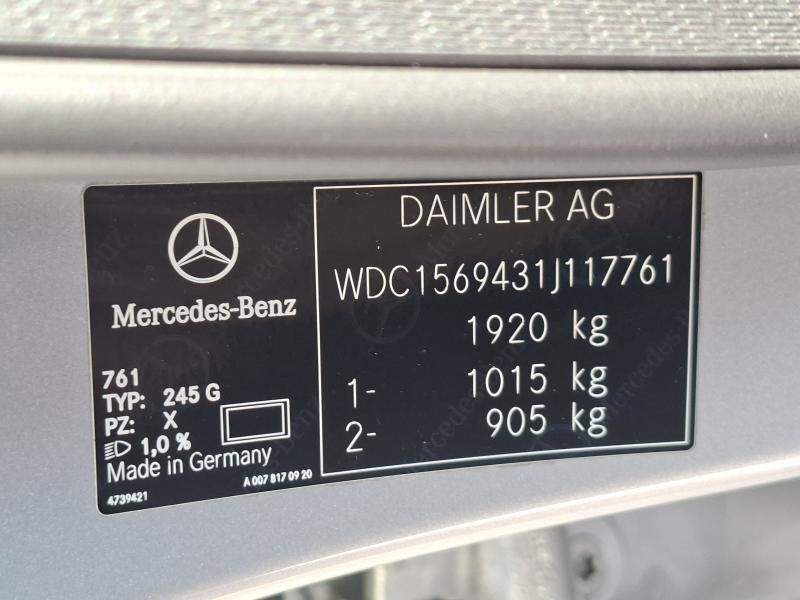 Mercedes-Benz
761
TYP: 245 G
PZ: X
1,0 %
Made in Germany
4739421
A 007 817 09 20
DAIMLER AG
WDC1569431J117761
1920 kg
1- 1015 kg
2- 905 kg